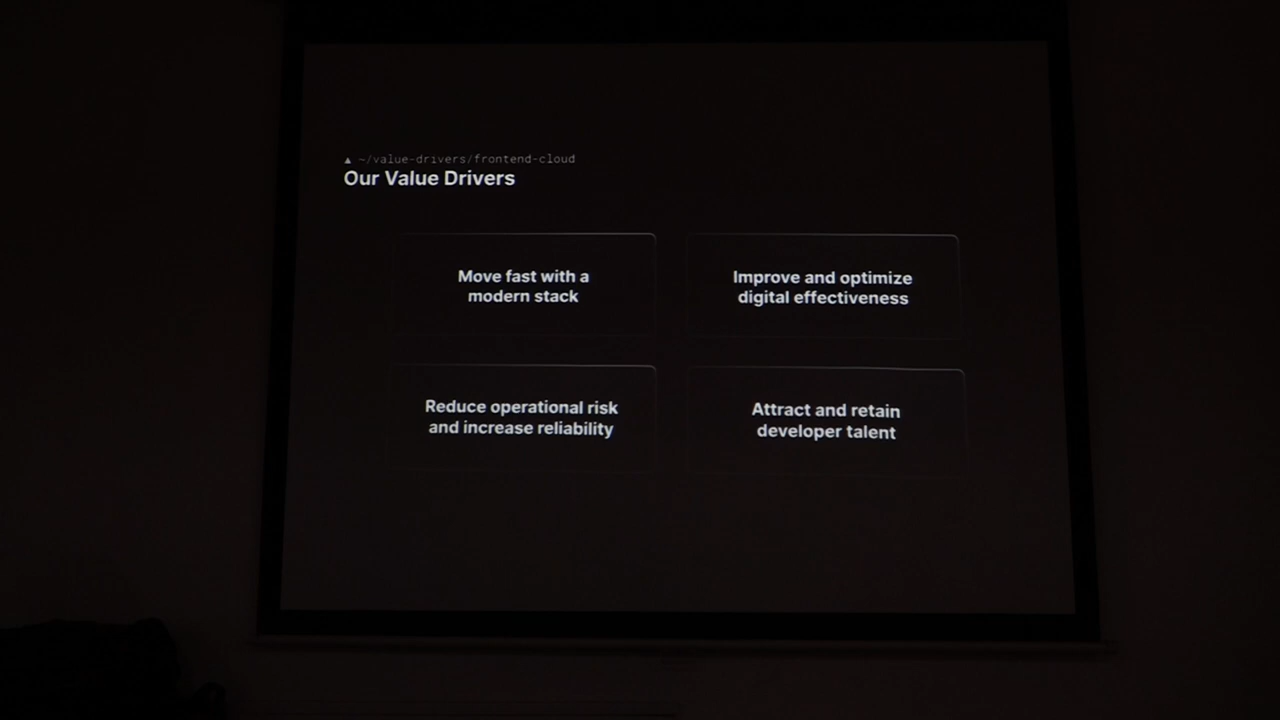 ▲ ~/value-drivers/frontend-cloud
Our Value Drivers
Move fast with a
modern stack
Improve and optimize
digital effectiveness
Reduce operational risk
and increase reliability
Attract and retain
developer talent